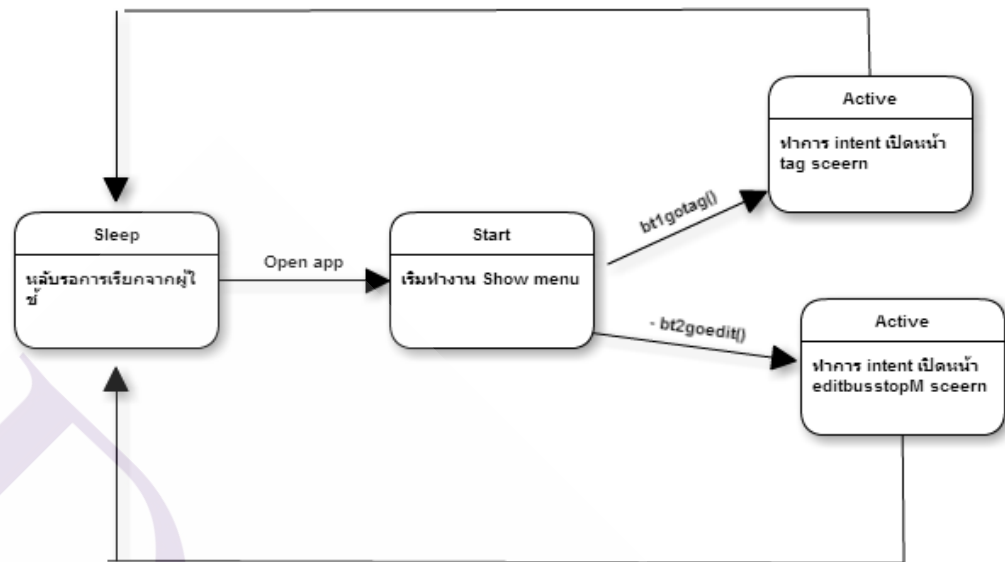 Active
ทำการ intent เปิดหน้า
tag sceern
bt1gotag()
Sleep
หลับรอการเรียกจากผู้ใ
ช้
Open app
Start
เริ่มทำงาน Show menu
- bt2goedit()
Active
ทำการ intent เปิดหน้า
editbusstopM sceern